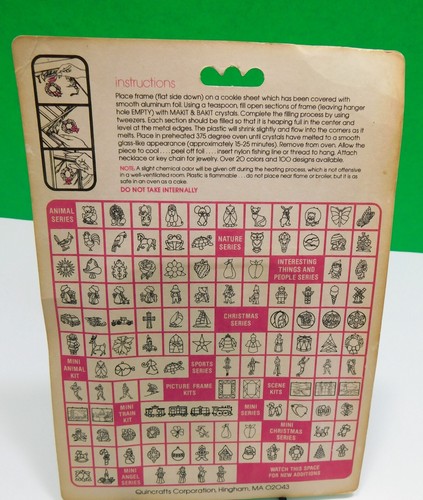 instructions
Place frame (flat side down) on a cookie sheet which has been covered with
smooth aluminum foil. Using a teaspoon, fill open sections of frame (leaving hanger
hole EMPTY) with MAKIT & BAKIT crystals. Complete the filling process by using
tweezers. Each section should be filled so that it is heaping full in the center and
level at the metal edges. The plastic will shrink slightly and flow into the corners as it
melts. Place in preheated 375 degree oven until crystals have melted to a smooth
glass-like appearance (approximately 15-25 minutes). Remove from oven. Allow the
piece to cool . . . peel off foil . . . insert nylon fishing line or thread to hang. Attach
necklace or key chain for jewelry. Over 20 colors and 100 designs available.
NOTE: A slight chemical odor will be given off during the heating process, which is not offensive
in a well-ventilated room. Plastic is flammable . . . do not place near flame or broiler, but it is as
safe in an oven as a cake.
DO NOT TAKE INTERNALLY
ANIMAL
SERIES
NATURE
SERIES
INTERESTING
THINGS AND
PEOPLE SERIES
CHRISTMAS
SERIES
MINI
ANIMAL
KIT
SPORTS
SERIES
PICTURE FRAME
KITS
SCENE
KITS
MINI
TRAIN
KIT
MINI
SERIES
MINI
CHRISTMAS
SERIES
MINI
ANGEL
SERIES
WATCH THIS SPACE
FOR NEW ADDITIONS
Quincrafts Corporation, Hingham, MA 02043